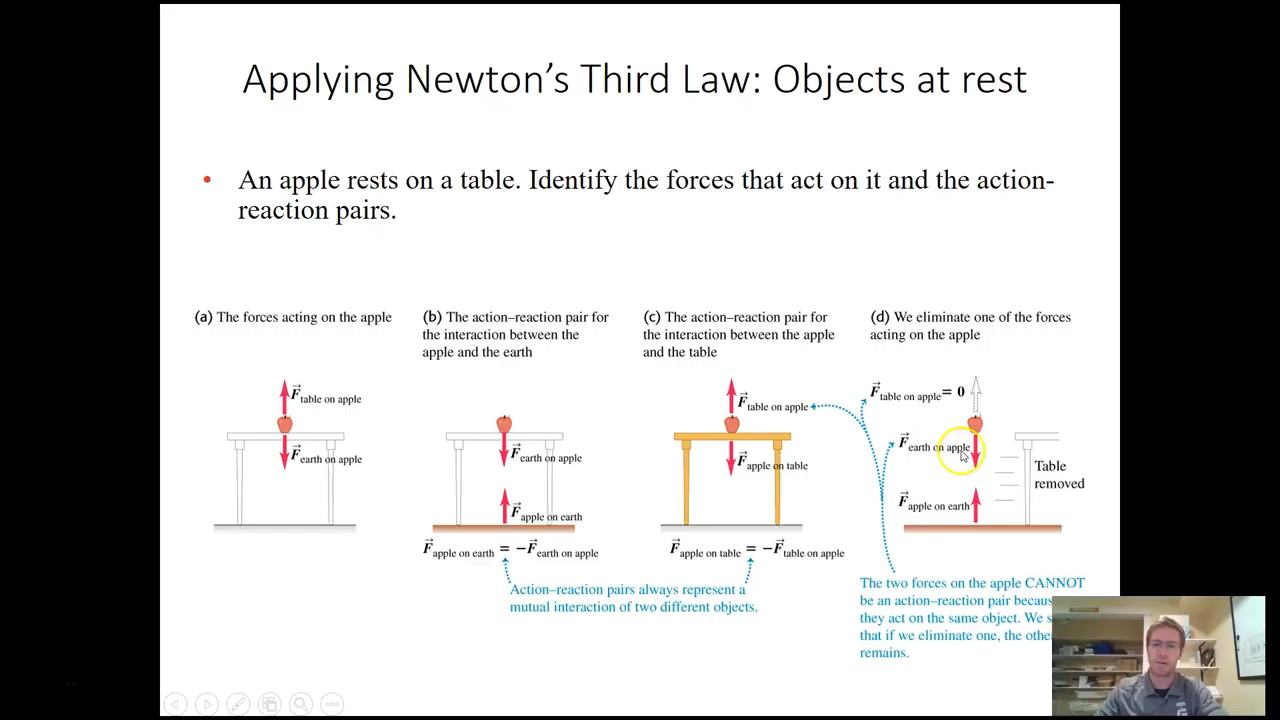 Applying Newton's Third Law: Objects at rest
• An apple rests on a table. Identify the forces that act on it and the action-
reaction pairs.
(a) The forces acting on the apple
F⃗ table on apple
F⃗ earth on apple
(b) The action–reaction pair for
the interaction between the
apple and the earth
F⃗ earth on apple
F⃗ apple on earth
F⃗ apple on earth = −F⃗ earth on apple
(c) The action–reaction pair for
the interaction between the apple
and the table
F⃗ table on apple
F⃗ apple on table
F⃗ apple on table = −F⃗ table on apple
Action–reaction pairs always represent a
mutual interaction of two different objects.
(d) We eliminate one of the forces
acting on the apple
F⃗ table on apple = 0
F⃗ earth on apple
Table
removed
F⃗ apple on earth
The two forces on the apple CANNOT
be an action–reaction pair
they act on the same object. We
that if we eliminate one, the
remains.